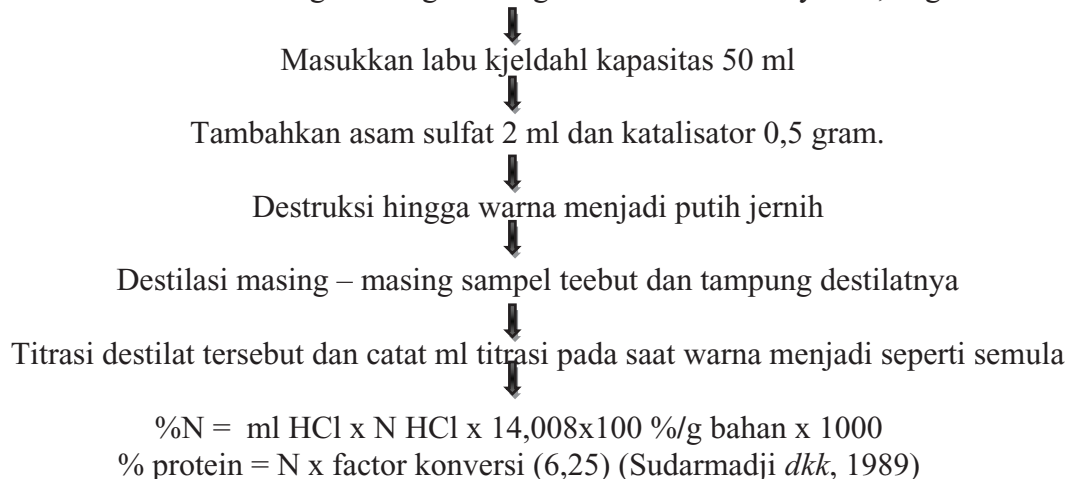 Masukkan labu kjeldahl kapasitas 50 ml
Tambahkan asam sulfat 2 ml dan katalisator 0,5 gram.
Destruksi hingga warna menjadi putih jernih
Destilasi masing – masing sampel teebut dan tampung destilatnya
Titrasi destilat tersebut dan catat ml titrasi pada saat warna menjadi seperti semula
%N = ml HCl x N HCl x 14,008x100 %/g bahan x 1000
% protein = N x factor konversi (6,25) (Sudarmadji dkk, 1989)